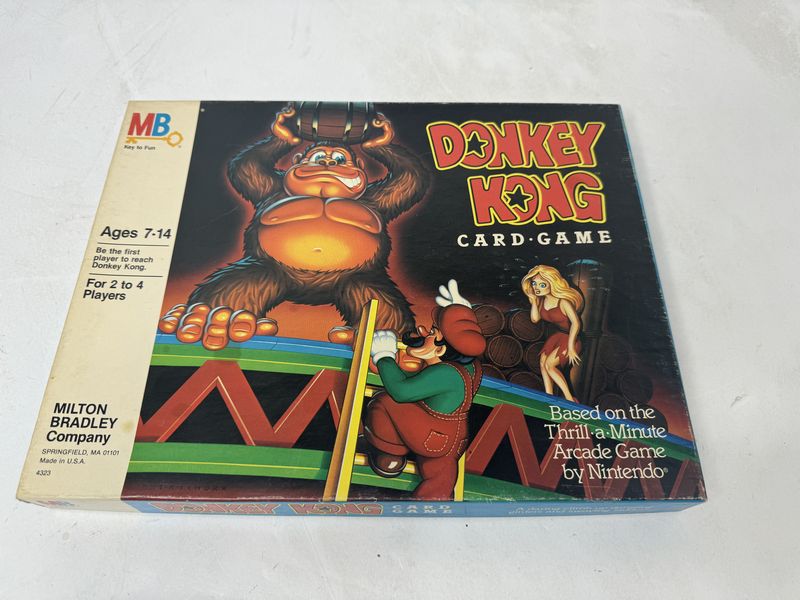 MB
Key to Fun
Ages 7-14
Be the first
player to reach
Donkey Kong.
For 2 to 4
Players
MILTON
BRADLEY
Company
SPRINGFIELD, MA 01101
Made in U.S.A.
4323
DONKEY
KONG
CARD·GAME
Based on the
Thrill-a-Minute
Arcade Game
by Nintendo®
MB
DONKEY KONG CARD
GAME